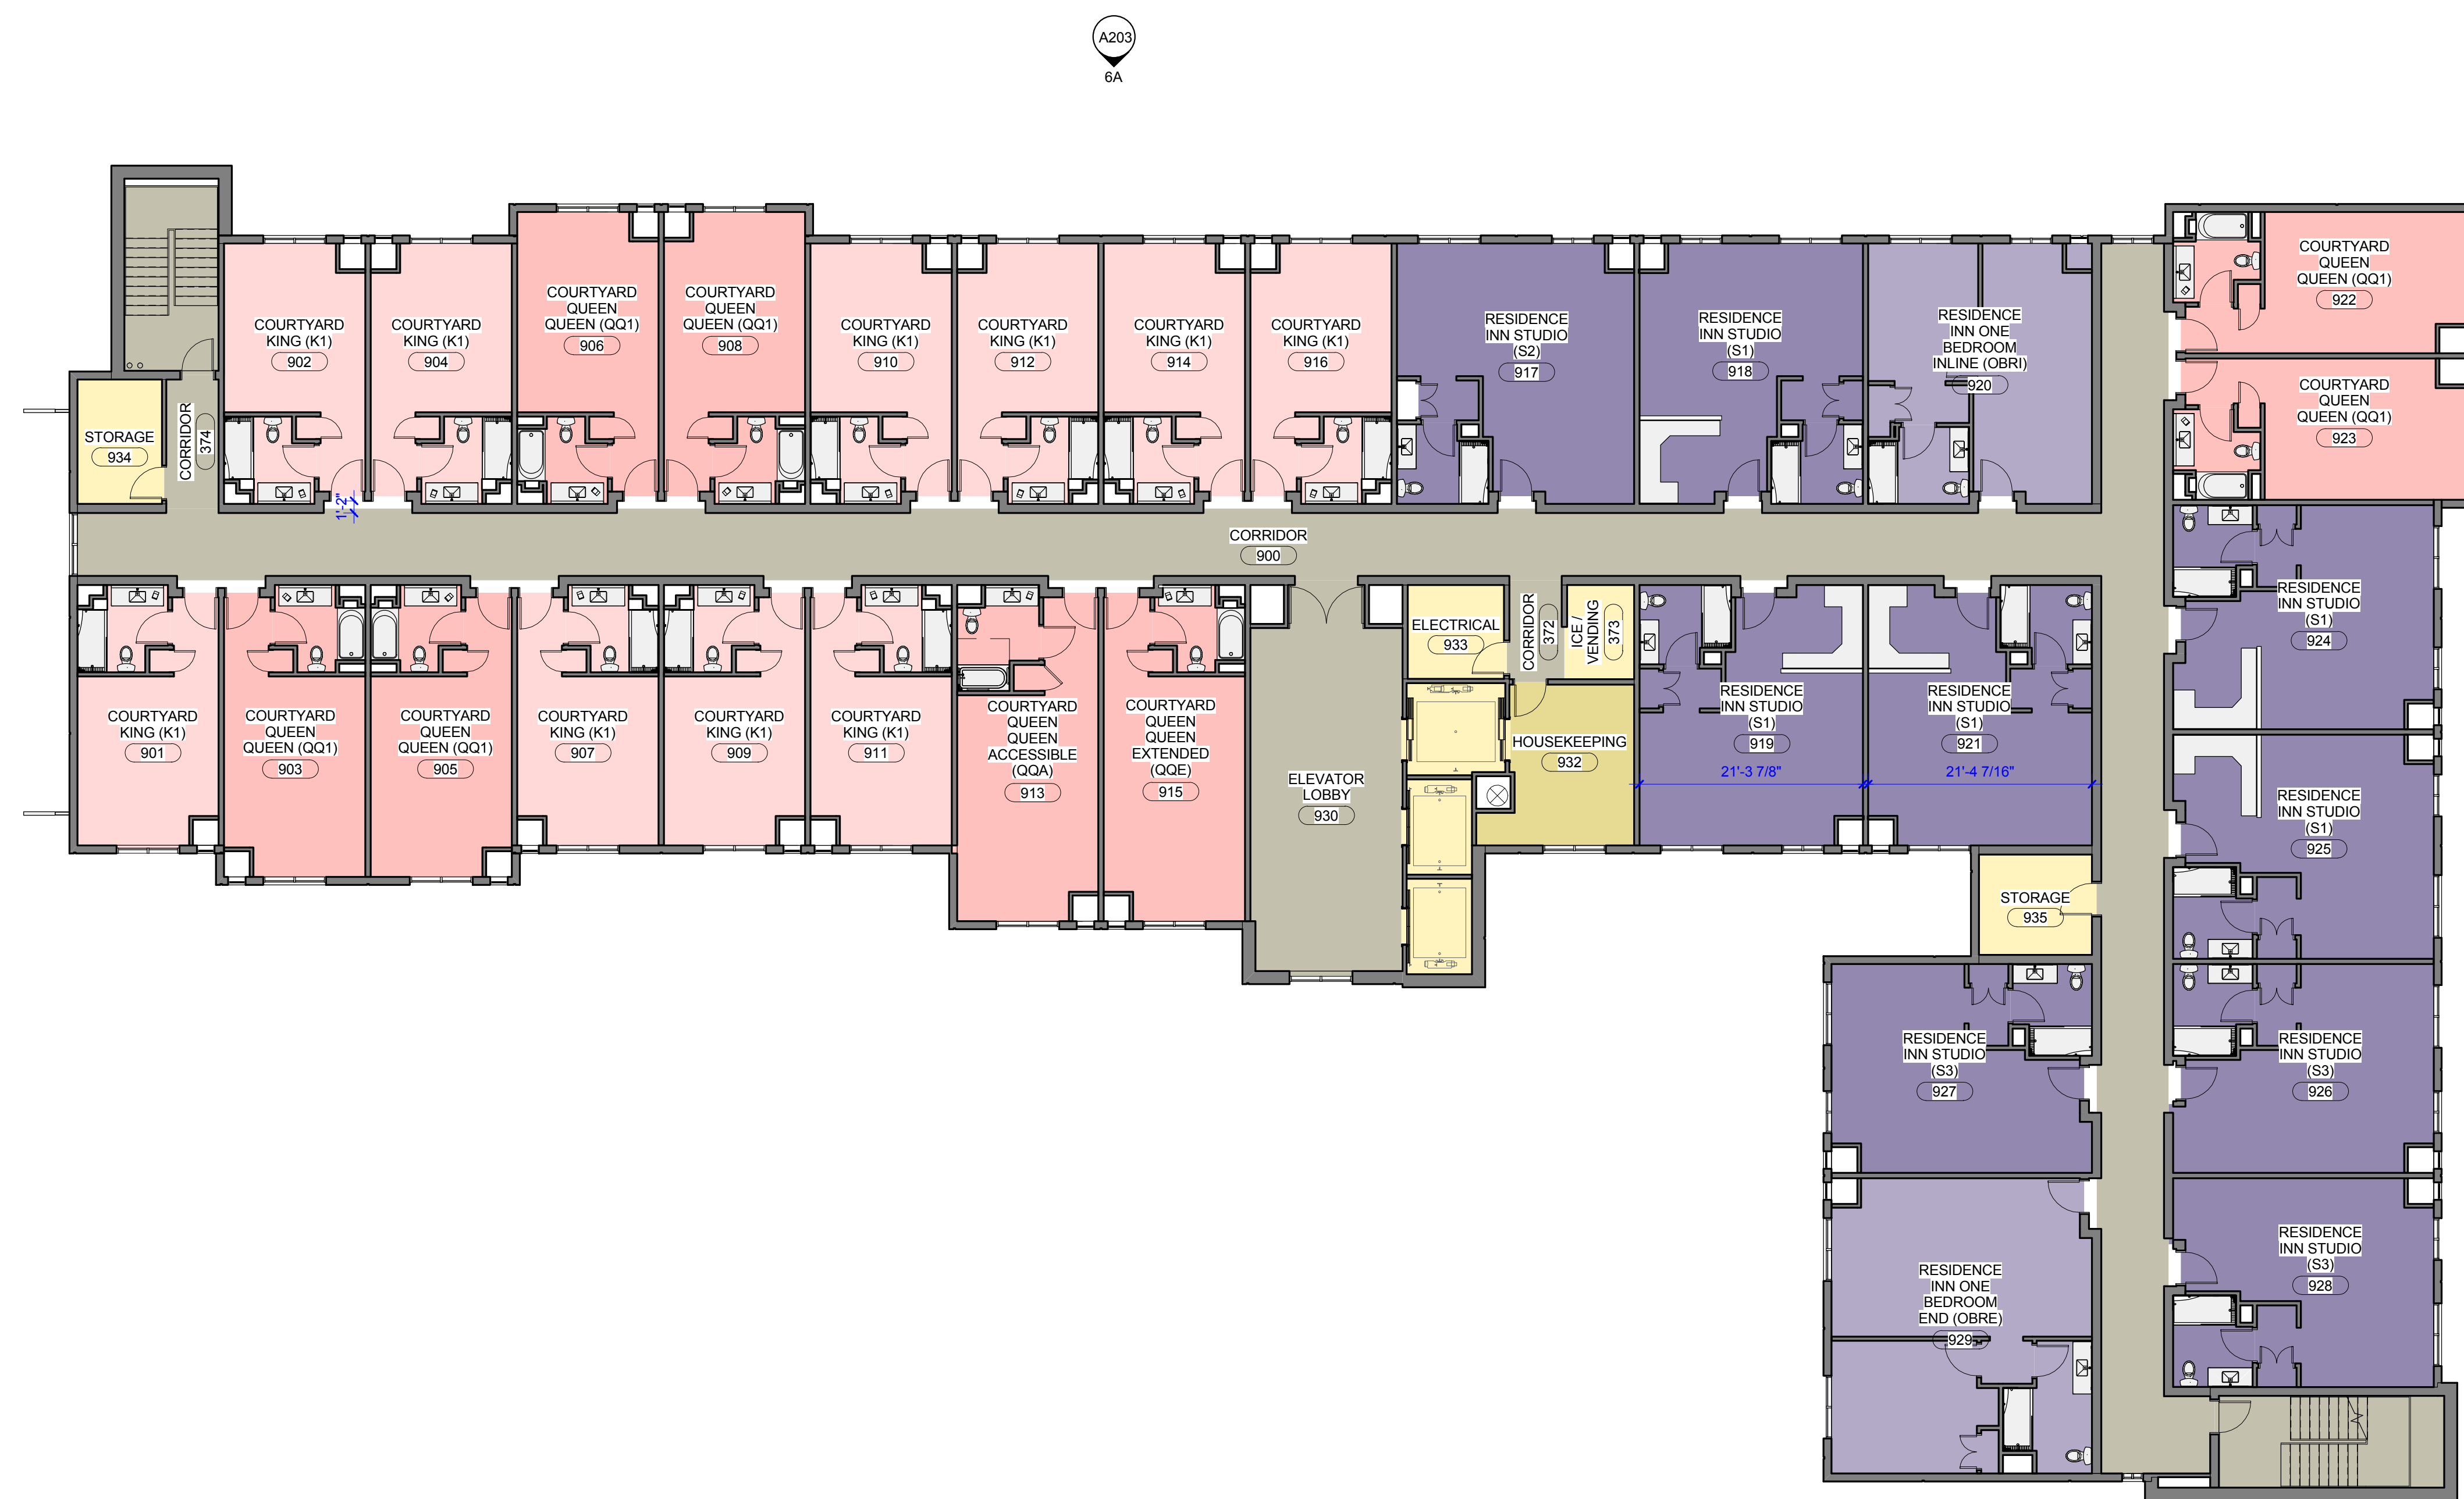 A203
6A
COURTYARD
KING (K1)
902
COURTYARD
KING (K1)
904
COURTYARD
QUEEN
QUEEN (QQ1)
906
COURTYARD
QUEEN
QUEEN (QQ1)
908
COURTYARD
KING (K1)
910
COURTYARD
KING (K1)
912
COURTYARD
KING (K1)
914
COURTYARD
KING (K1)
916
RESIDENCE
INN STUDIO
(S2)
917
RESIDENCE
INN STUDIO
(S1)
918
RESIDENCE
INN ONE
BEDROOM
INLINE (OBRI)
920
COURTYARD
QUEEN
QUEEN (QQ1)
922
COURTYARD
QUEEN
QUEEN (QQ1)
923
STORAGE
934
CORRIDOR
374
1'-2"
CORRIDOR
900
COURTYARD
KING (K1)
901
COURTYARD
QUEEN
QUEEN (QQ1)
903
COURTYARD
QUEEN
QUEEN (QQ1)
905
COURTYARD
KING (K1)
907
COURTYARD
KING (K1)
909
COURTYARD
KING (K1)
911
COURTYARD
QUEEN
QUEEN
ACCESSIBLE
(QQA)
913
COURTYARD
QUEEN
QUEEN
EXTENDED
(QQE)
915
ELEVATOR
LOBBY
930
ELECTRICAL
933
CORRIDOR
372
ICE /
VENDING
373
HOUSEKEEPING
932
RESIDENCE
INN STUDIO
(S1)
919
21'-3 7/8"
RESIDENCE
INN STUDIO
(S1)
921
21'-4 7/16"
RESIDENCE
INN STUDIO
(S1)
924
RESIDENCE
INN STUDIO
(S1)
925
STORAGE
935
RESIDENCE
INN STUDIO
(S3)
927
RESIDENCE
INN STUDIO
(S3)
926
RESIDENCE
INN ONE
BEDROOM
END (OBRE)
929
RESIDENCE
INN STUDIO
(S3)
928